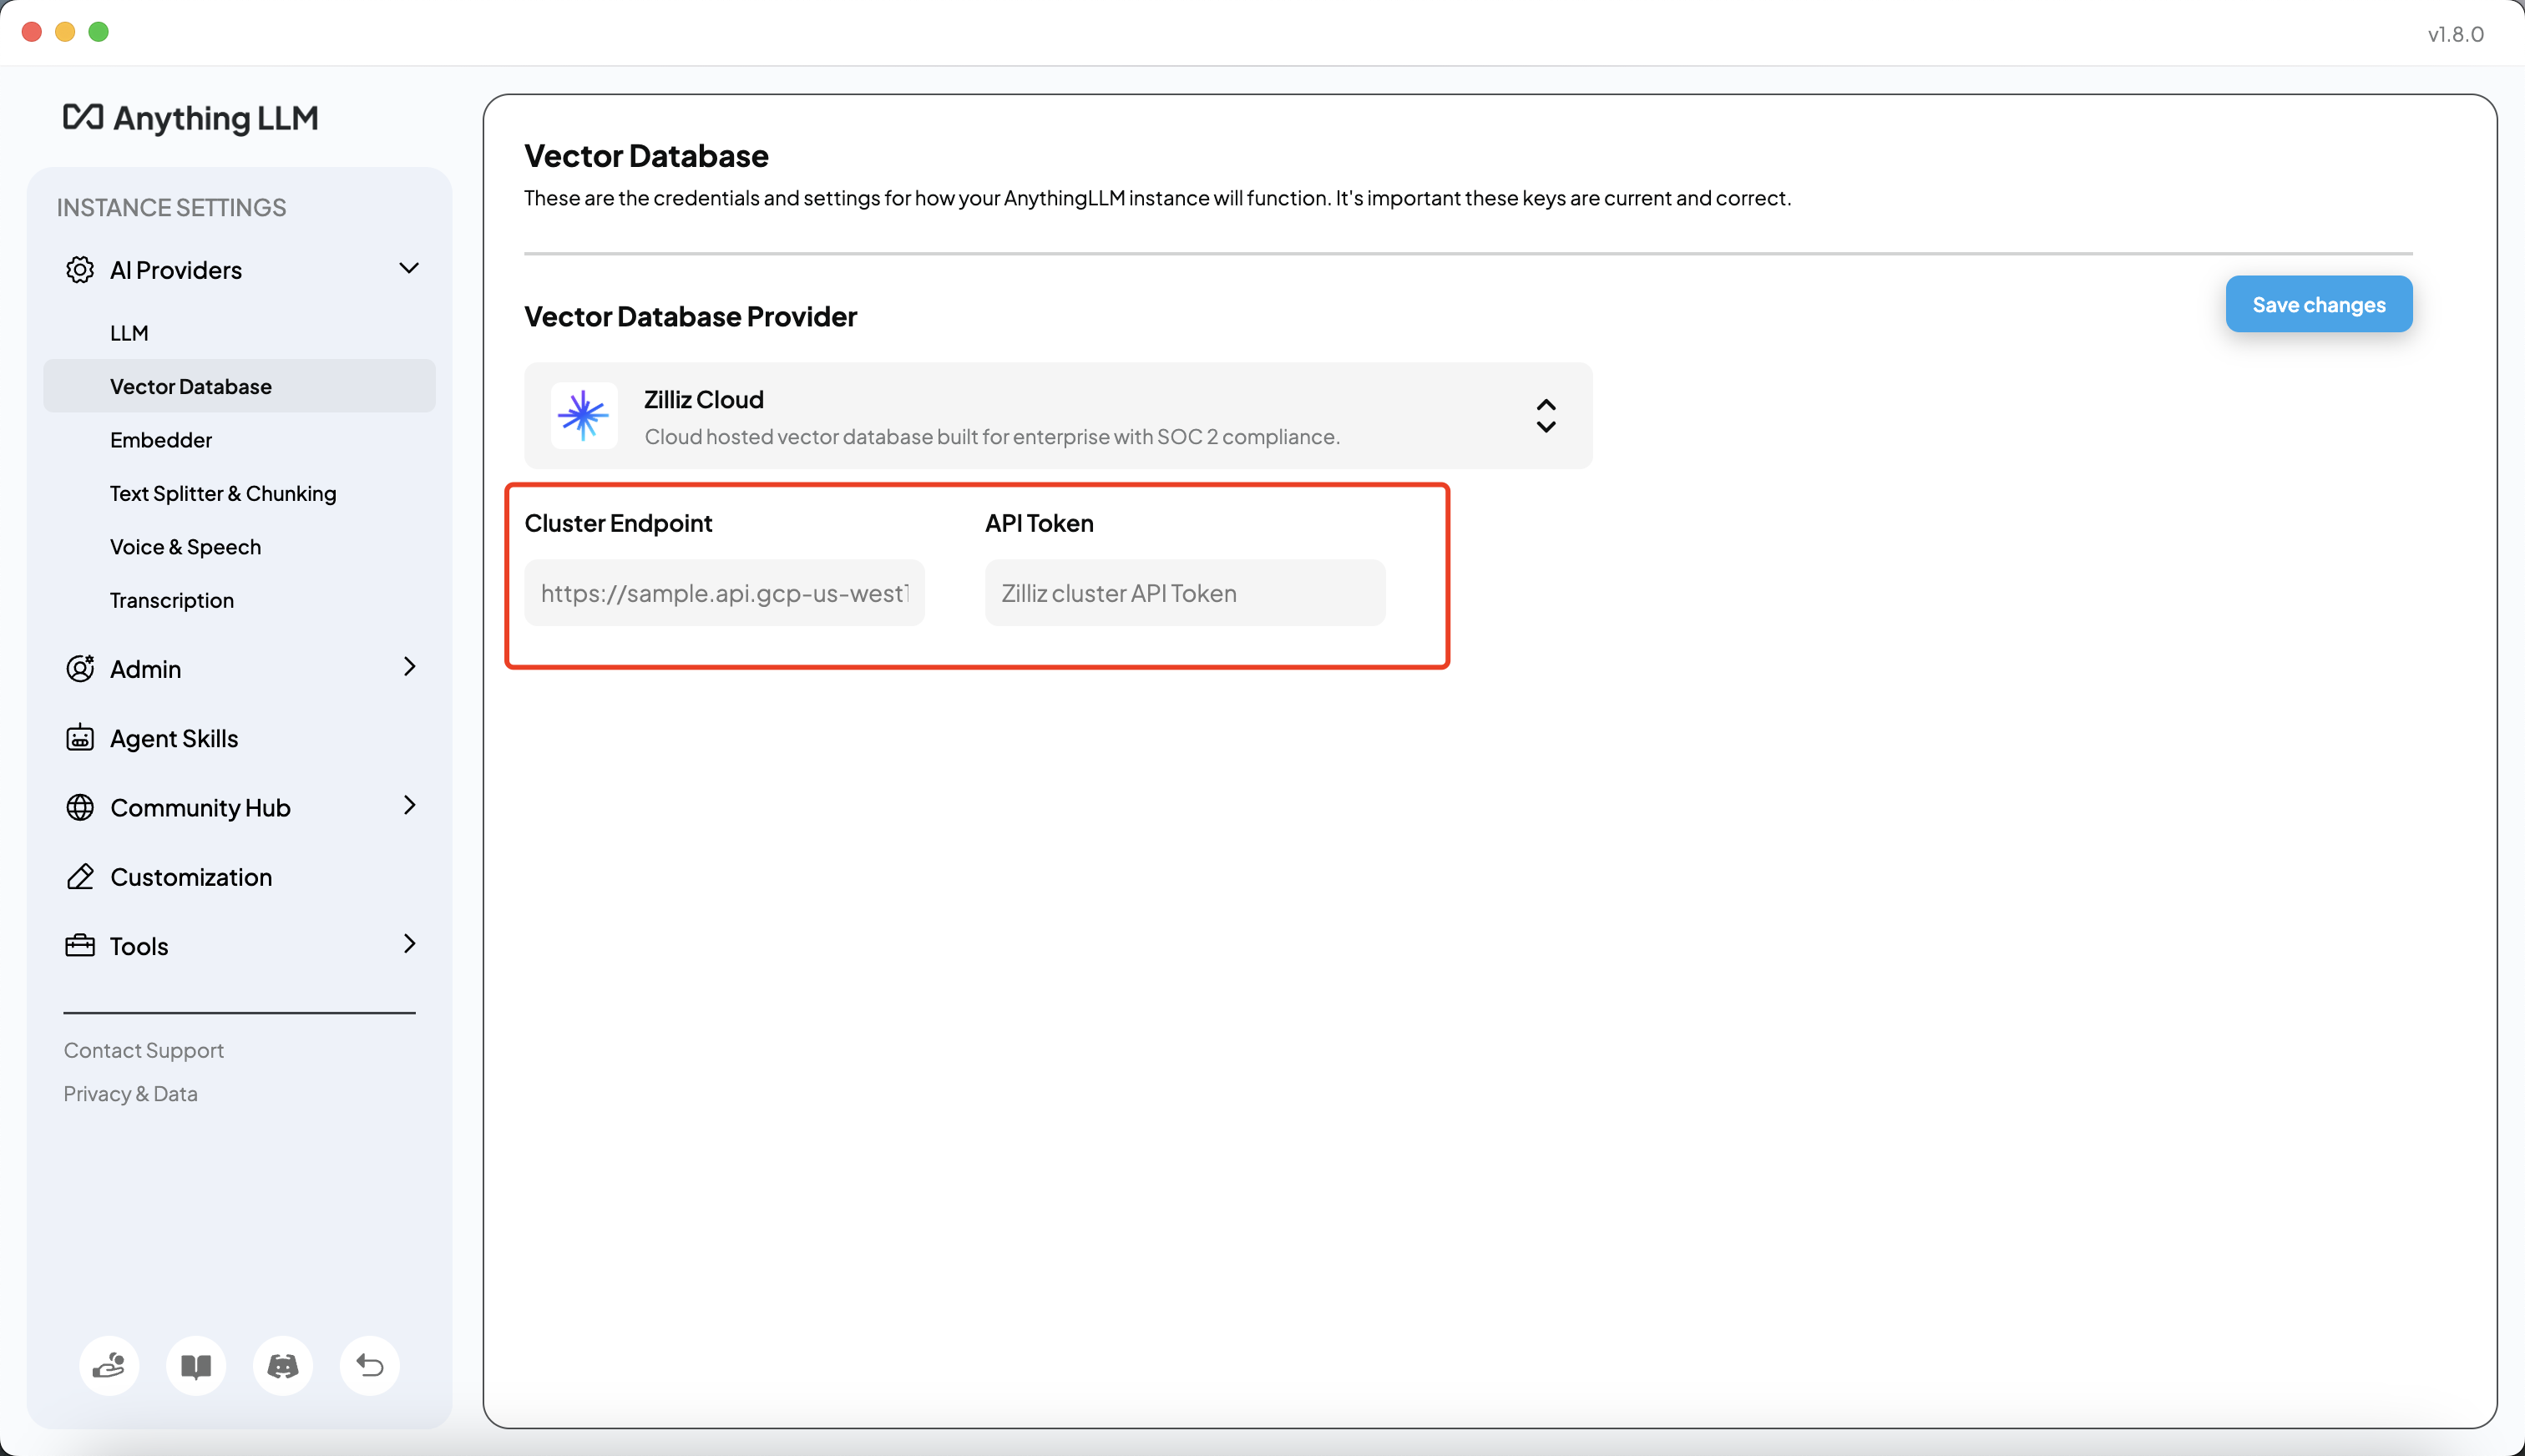 v1.8.0
Anything LLM
INSTANCE SETTINGS
AI Providers
LLM
Vector Database
Embedder
Text Splitter & Chunking
Voice & Speech
Transcription
Admin
Agent Skills
Community Hub
Customization
Tools
Contact Support
Privacy & Data
Vector Database
These are the credentials and settings for how your AnythingLLM instance will function. It's important these keys are current and correct.
Save changes
Vector Database Provider
Zilliz Cloud
Cloud hosted vector database built for enterprise with SOC 2 compliance.
Cluster Endpoint
API Token
https://sample.api.gcp-us-west1
Zilliz cluster API Token